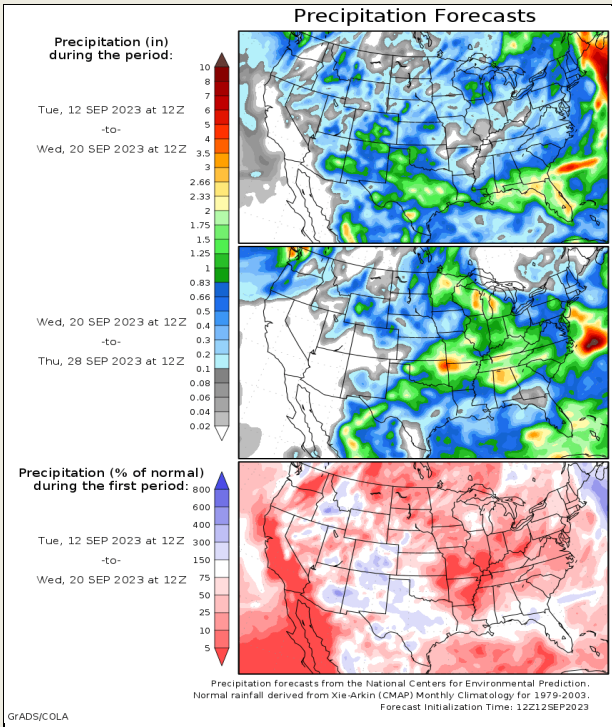 Precipitation Forecasts
Precipitation (in)
during the period:
Tue, 12 SEP 2023 at 12Z
-to-
Wed, 20 SEP 2023 at 12Z
10
8
7
6
5
4
3.5
3
2.66
2.33
2
1.75
1.5
1.25
1
0.83
0.66
0.5
0.4
0.3
0.2
0.1
0.08
0.06
0.04
0.02
Wed, 20 SEP 2023 at 12Z
-to-
Thu, 28 SEP 2023 at 12Z
Precipitation (% of normal)
during the first period:
Tue, 12 SEP 2023 at 12Z
-to-
Wed, 20 SEP 2023 at 12Z
800
600
400
300
150
75
50
25
10
5
Precipitation forecasts from the National Centers for Environmental Prediction.
Normal rainfall derived from Xie-Arkin (CMAP) Monthly Climatology for 1979-2003.
Forecast Initialization Time: 12Z12SEP2023
GrADS/COLA